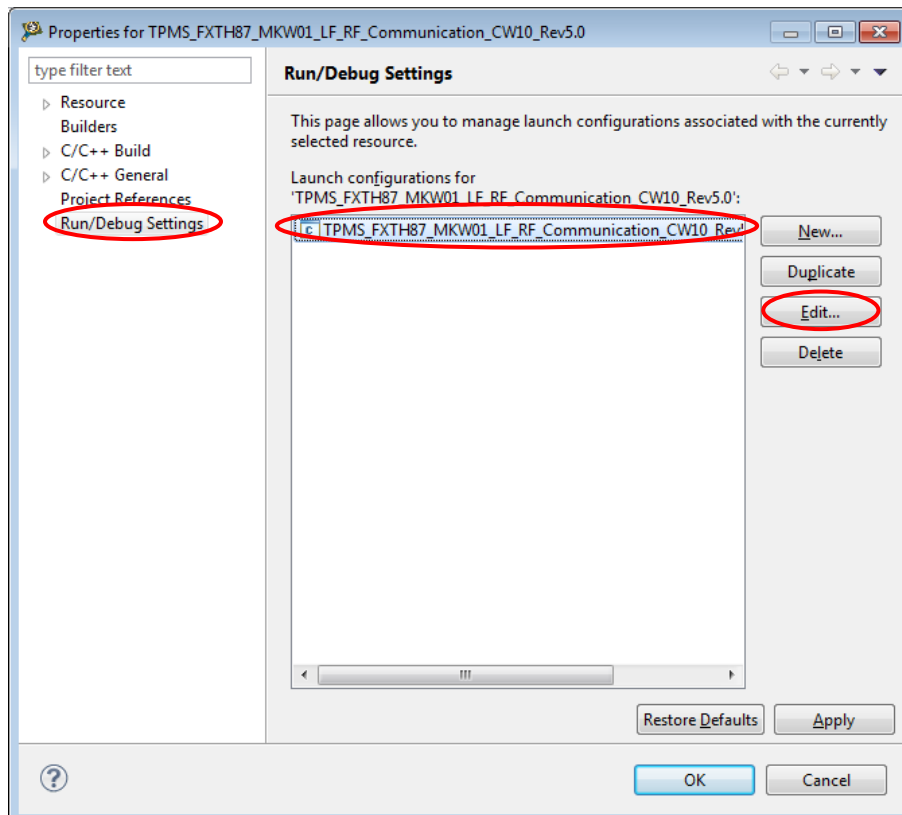 Properties for TPMS_FXTH87_MKW01_LF_RF_Communication_CW10_Rev5.0
type filter text
Resource
Builders
C/C++ Build
C/C++ General
Project References
Run/Debug Settings
Run/Debug Settings
This page allows you to manage launch configurations associated with the currently
selected resource.
Launch configurations for
'TPMS_FXTH87_MKW01_LF_RF_Communication_CW10_Rev5.0':
c TPMS_FXTH87_MKW01_LF_RF_Communication_CW10_Rev
New...
Duplicate
Edit...
Delete
Restore Defaults
Apply
?
OK
Cancel